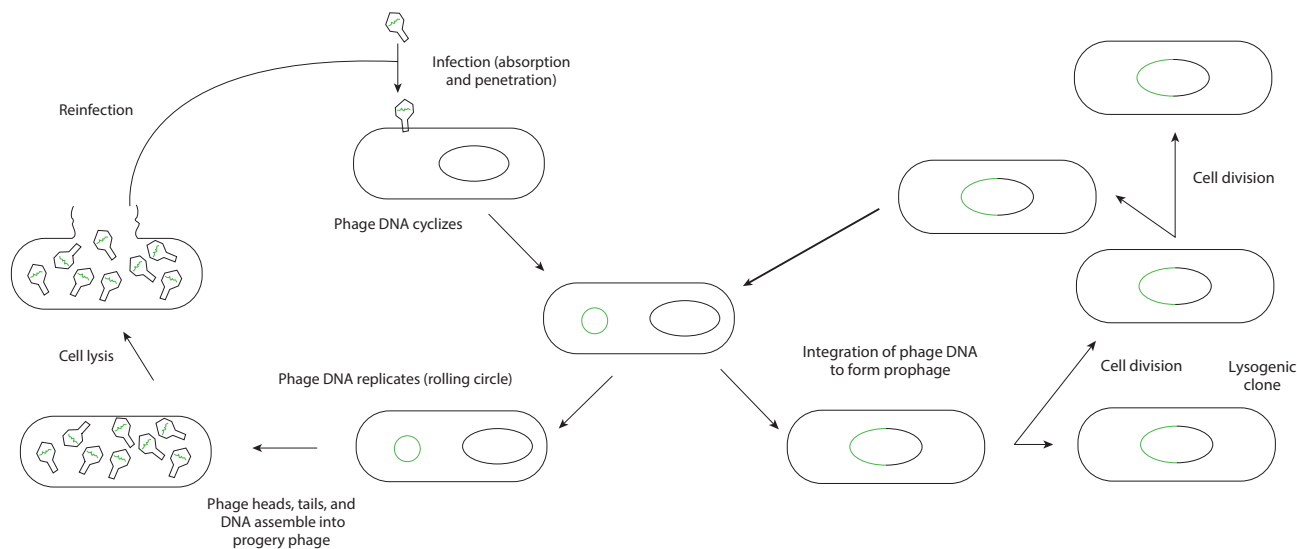 Infection (absorption
and penetration)
Reinfection
Phage DNA cyclizes
Cell division
Cell lysis
Phage DNA replicates (rolling circle)
Integration of phage DNA
to form prophage
Cell division
Lysogenic
clone
Phage heads, tails, and
DNA assemble into
progery phage